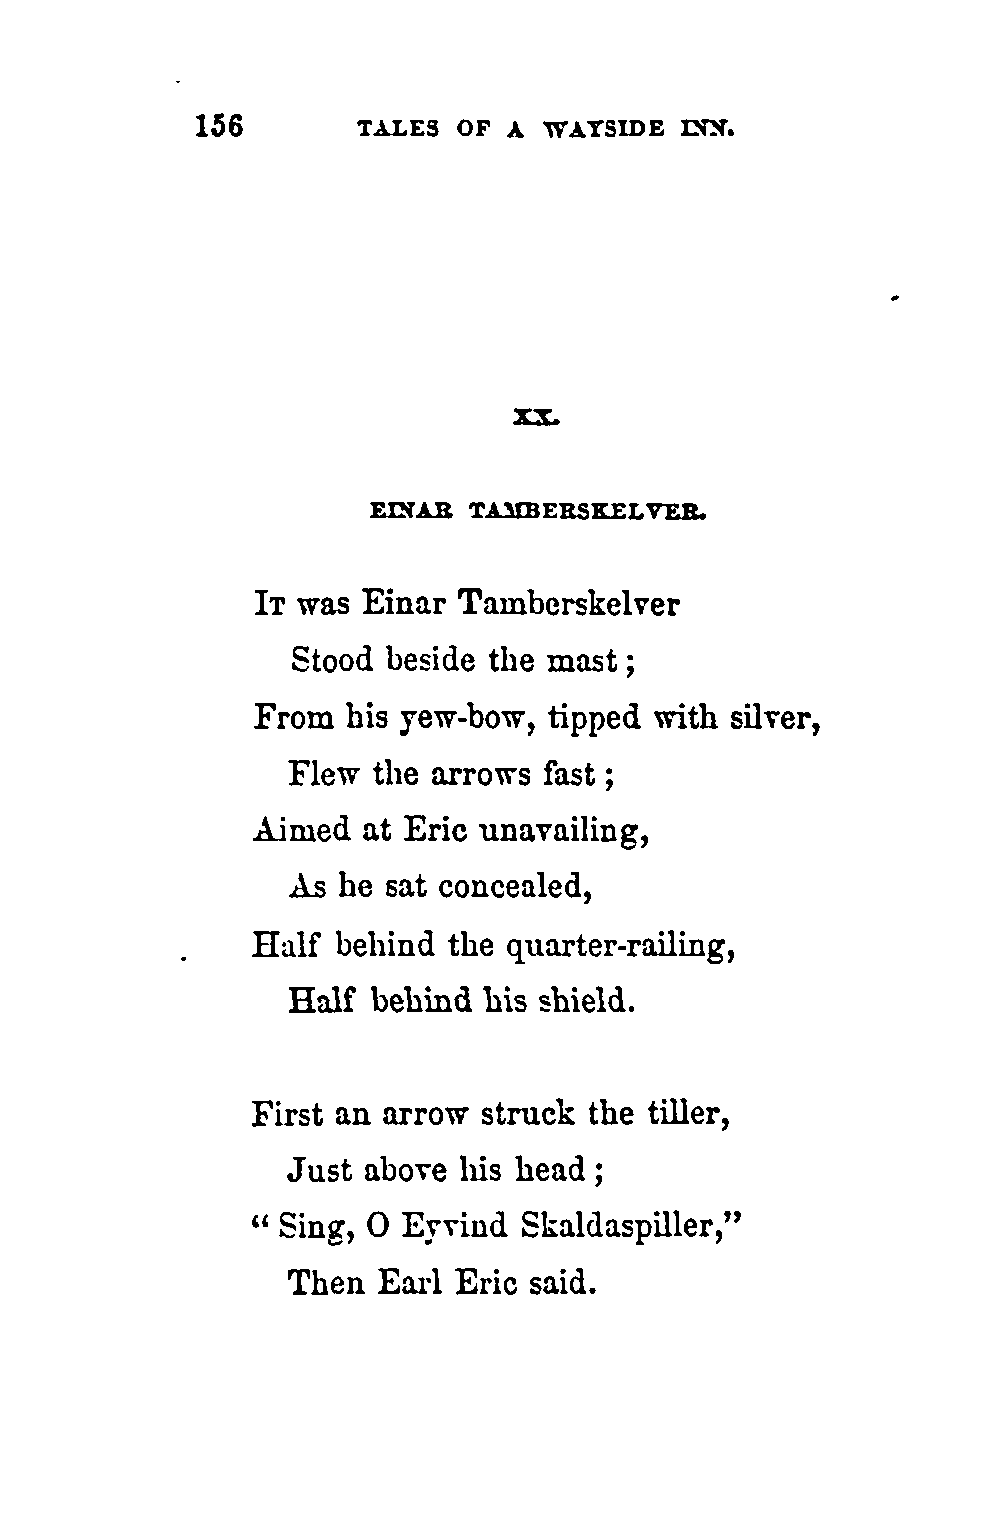 156 TALES OF A WAYSIDE INN.
XX.
EINAR TAMBERSKELVER.
IT was Einar Tamberskelver
Stood beside the mast ;
From his yew-bow, tipped with silver,
Flew the arrows fast ;
Aimed at Eric unavailing,
As he sat concealed,
Half behind the quarter-railing,
Half behind his shield.
First an arrow struck the tiller,
Just above his head ;
“ Sing, O Eyvind Skaldaspiller,”
Then Earl Eric said.